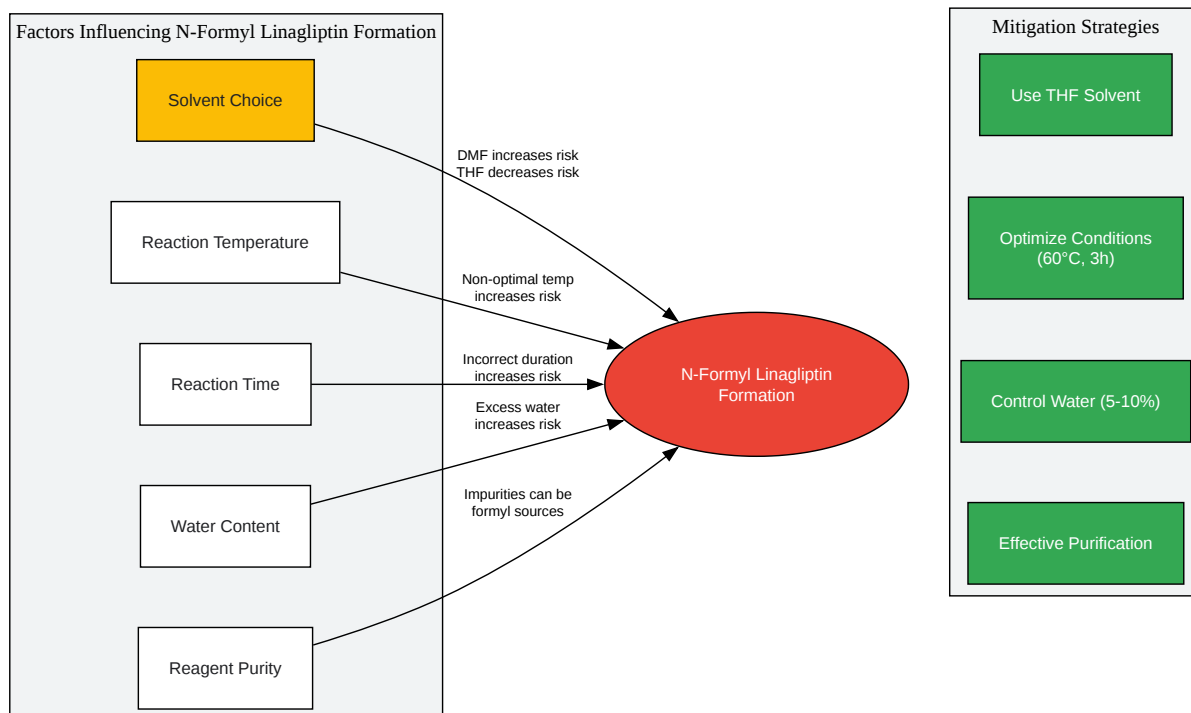 Factors Influencing N-Formyl Linagliptin Formation
Solvent Choice
Reaction Temperature
Reaction Time
Water Content
Reagent Purity
DMF increases risk
THF decreases risk
Non-optimal temp
increases risk
Incorrect duration
increases risk
Excess water
increases risk
Impurities can be
formyl sources
N-Formyl Linagliptin
Formation
Mitigation Strategies
Use THF Solvent
Optimize Conditions
(60°C, 3h)
Control Water (5-10%)
Effective Purification